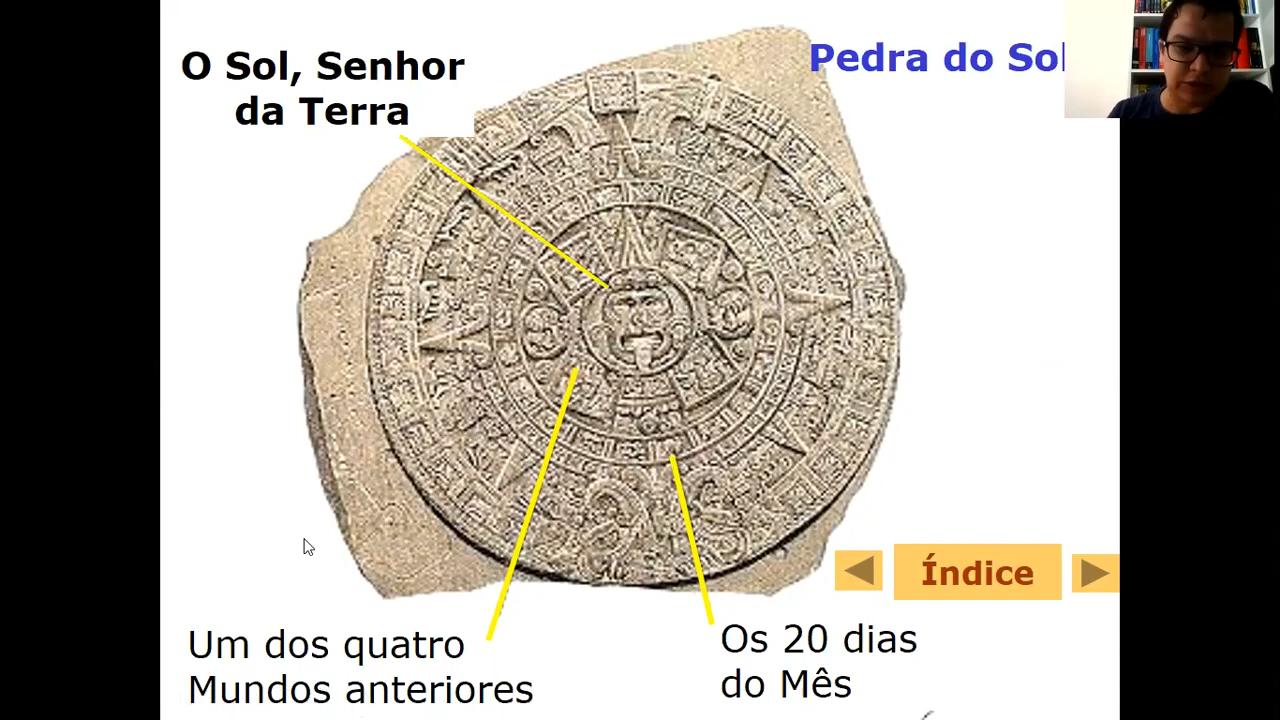 O Sol, Senhor
da Terra
Pedra do Sol
Índice
Um dos quatro
Mundos anteriores
Os 20 dias
do Mês